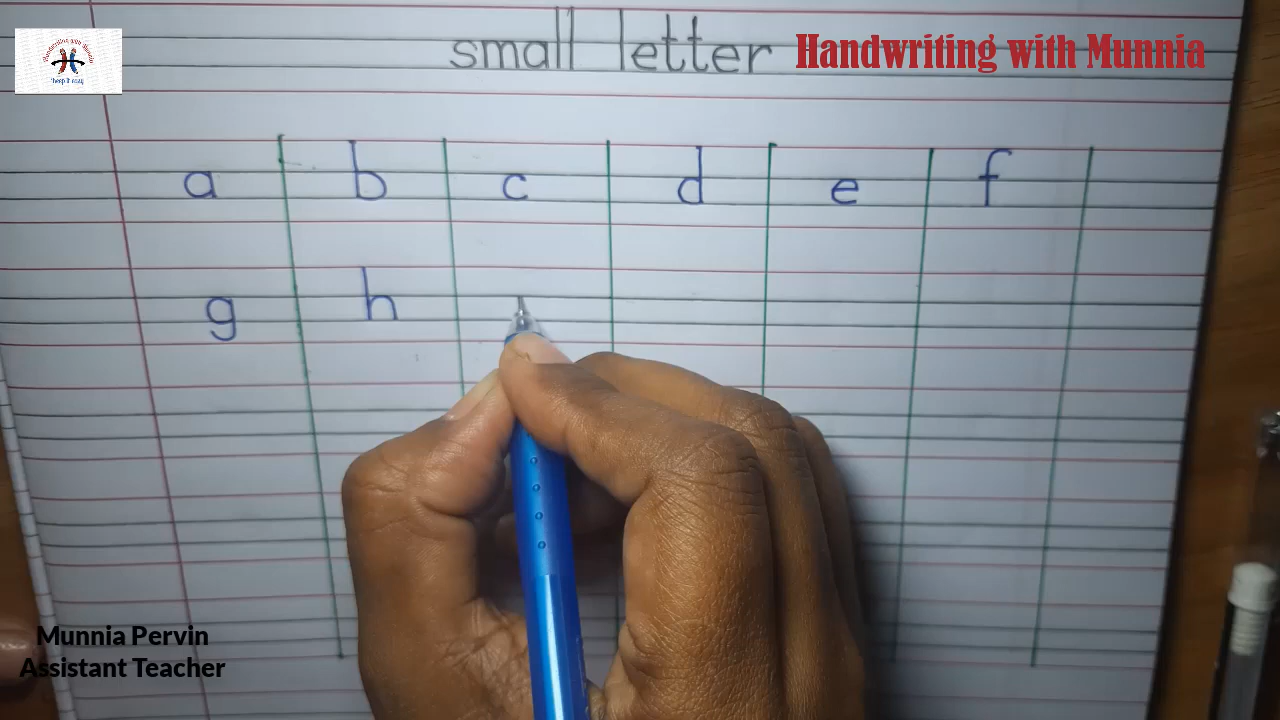 small letter Handwriting with Munnia
a b c d e f
g h
Munnia Pervin
Assistant Teacher